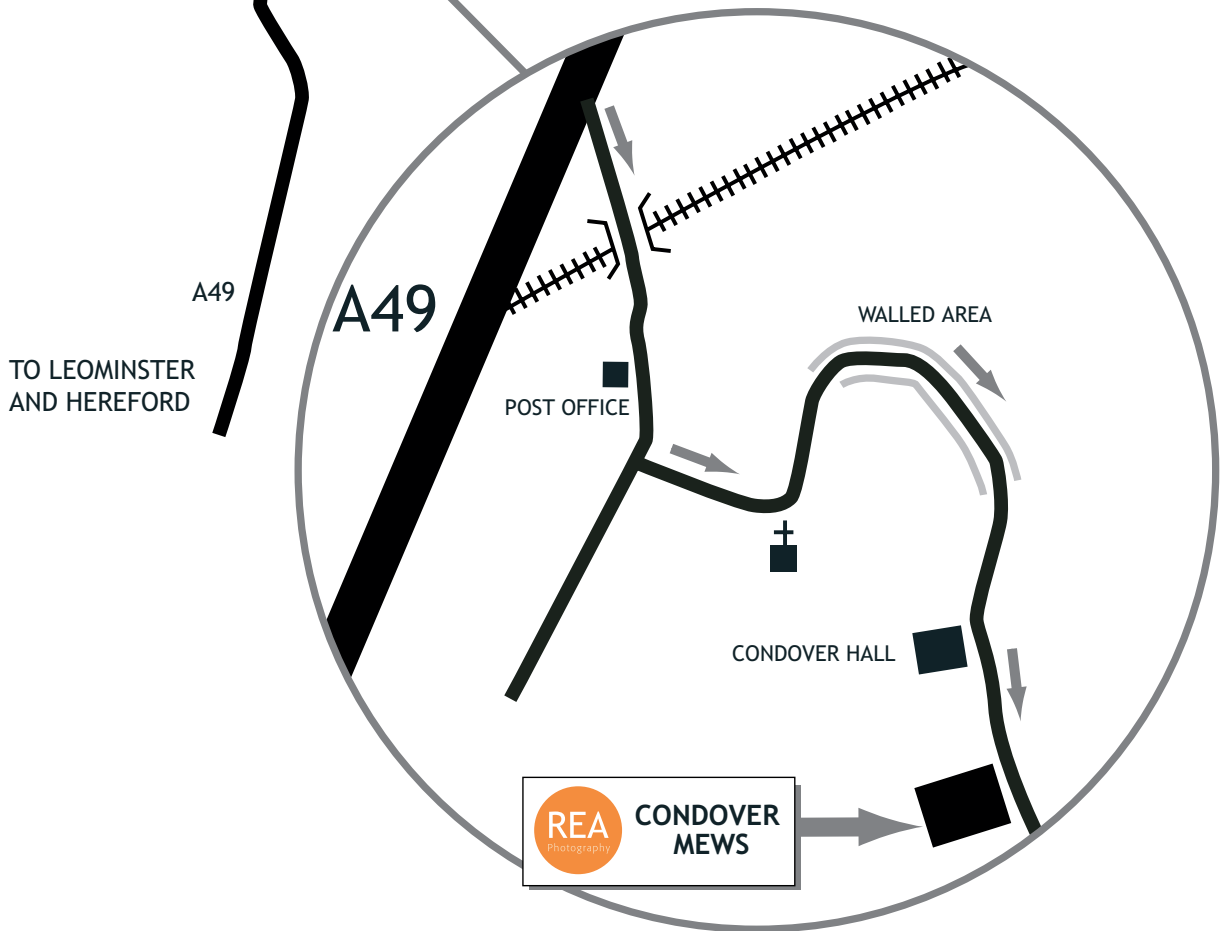 A49
TO LEOMINSTER
AND HEREFORD
A49
WALLED AREA
POST OFFICE
CONDOVER HALL
REA
Photography
CONDOVER
MEWS